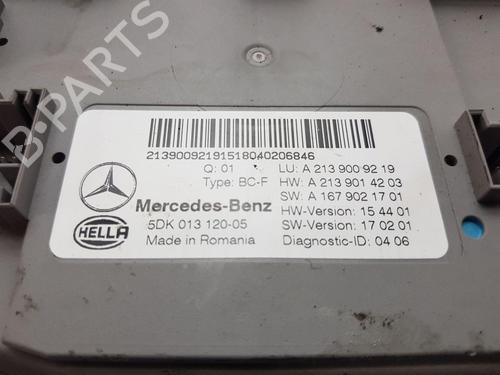 21390092191518040206846
Q: 01 LU: A 213 900 92 19
Type: BC-F HW: A 213 901 42 03
Mercedes-Benz SW: A 167 902 17 01
HELLA 5DK 013 120-05 HW-Version: 15 44 01
Made in Romania SW-Version: 17 02 01
Diagnostic-ID: 04 06
B-PARTS